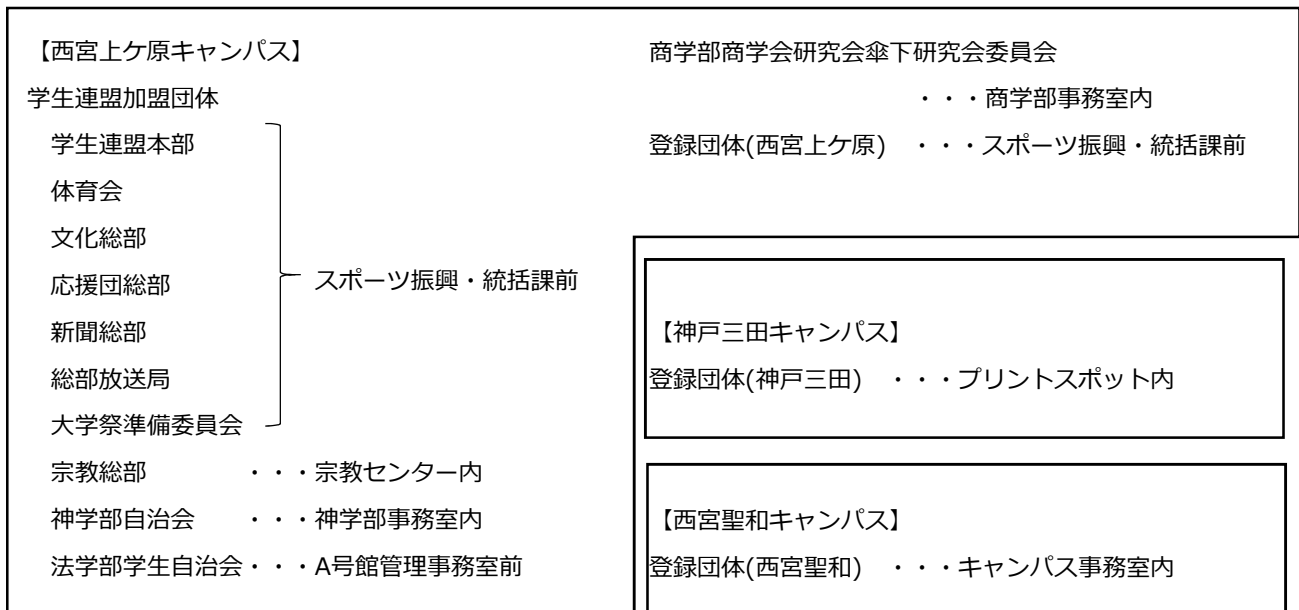 【西宮上ケ原キャンパス】
学生連盟加盟団体
学生連盟本部
体育会
文化総部
応援団総部
新聞総部
総部放送局
大学祭準備委員会
スポーツ振興・統括課前
宗教総部 ・・・宗教センター内
神学部自治会 ・・・神学部事務室内
法学部学生自治会・・・A号館管理事務室前
商学部商学会研究会傘下研究会委員会
・・・商学部事務室内
登録団体(西宮上ケ原) ・・・スポーツ振興・統括課前
【神戸三田キャンパス】
登録団体(神戸三田) ・・・プリントスポット内
【西宮聖和キャンパス】
登録団体(西宮聖和) ・・・キャンパス事務室内